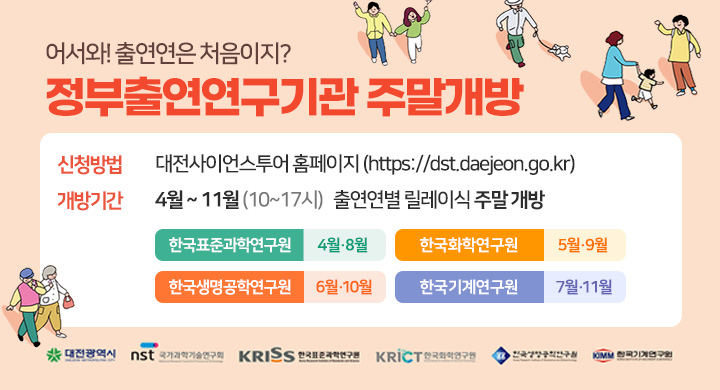 어서와! 출연연은 처음이지?
정부출연연구기관 주말개방
신청방법 대전사이언스투어 홈페이지 (https://dst.daejeon.go.kr)
개방기간 4월 ~ 11월 (10~17시) 출연연별 릴레이식 주말 개방
한국표준과학연구원 4월·8월 한국화학연구원 5월·9월
한국생명공학연구원 6월·10월 한국기계연구원 7월·11월
대전광역시 nst 국가과학기술연구회 KRISS 한국표준과학연구원 KRICT 한국화학연구원 한국생명공학연구원 KIMM 한국기계연구원